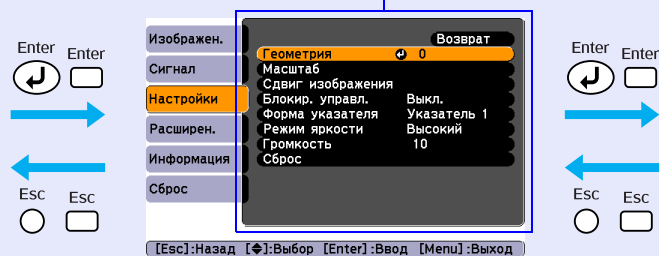 Enter Enter
Esc Esc
Изображен.
Сигнал
Настройки
Расширен.
Информация
Сброс
Возврат
Геометрия 0
Масштаб
Сдвиг изображения
Блокир. управл. Выкл.
Форма указателя Указатель 1
Режим яркости Высокий
Громкость 10
Сброс
[Esc]:Назад [◆]:Выбор [Enter]:Ввод [Menu]:Выход
Enter Enter
Esc Esc